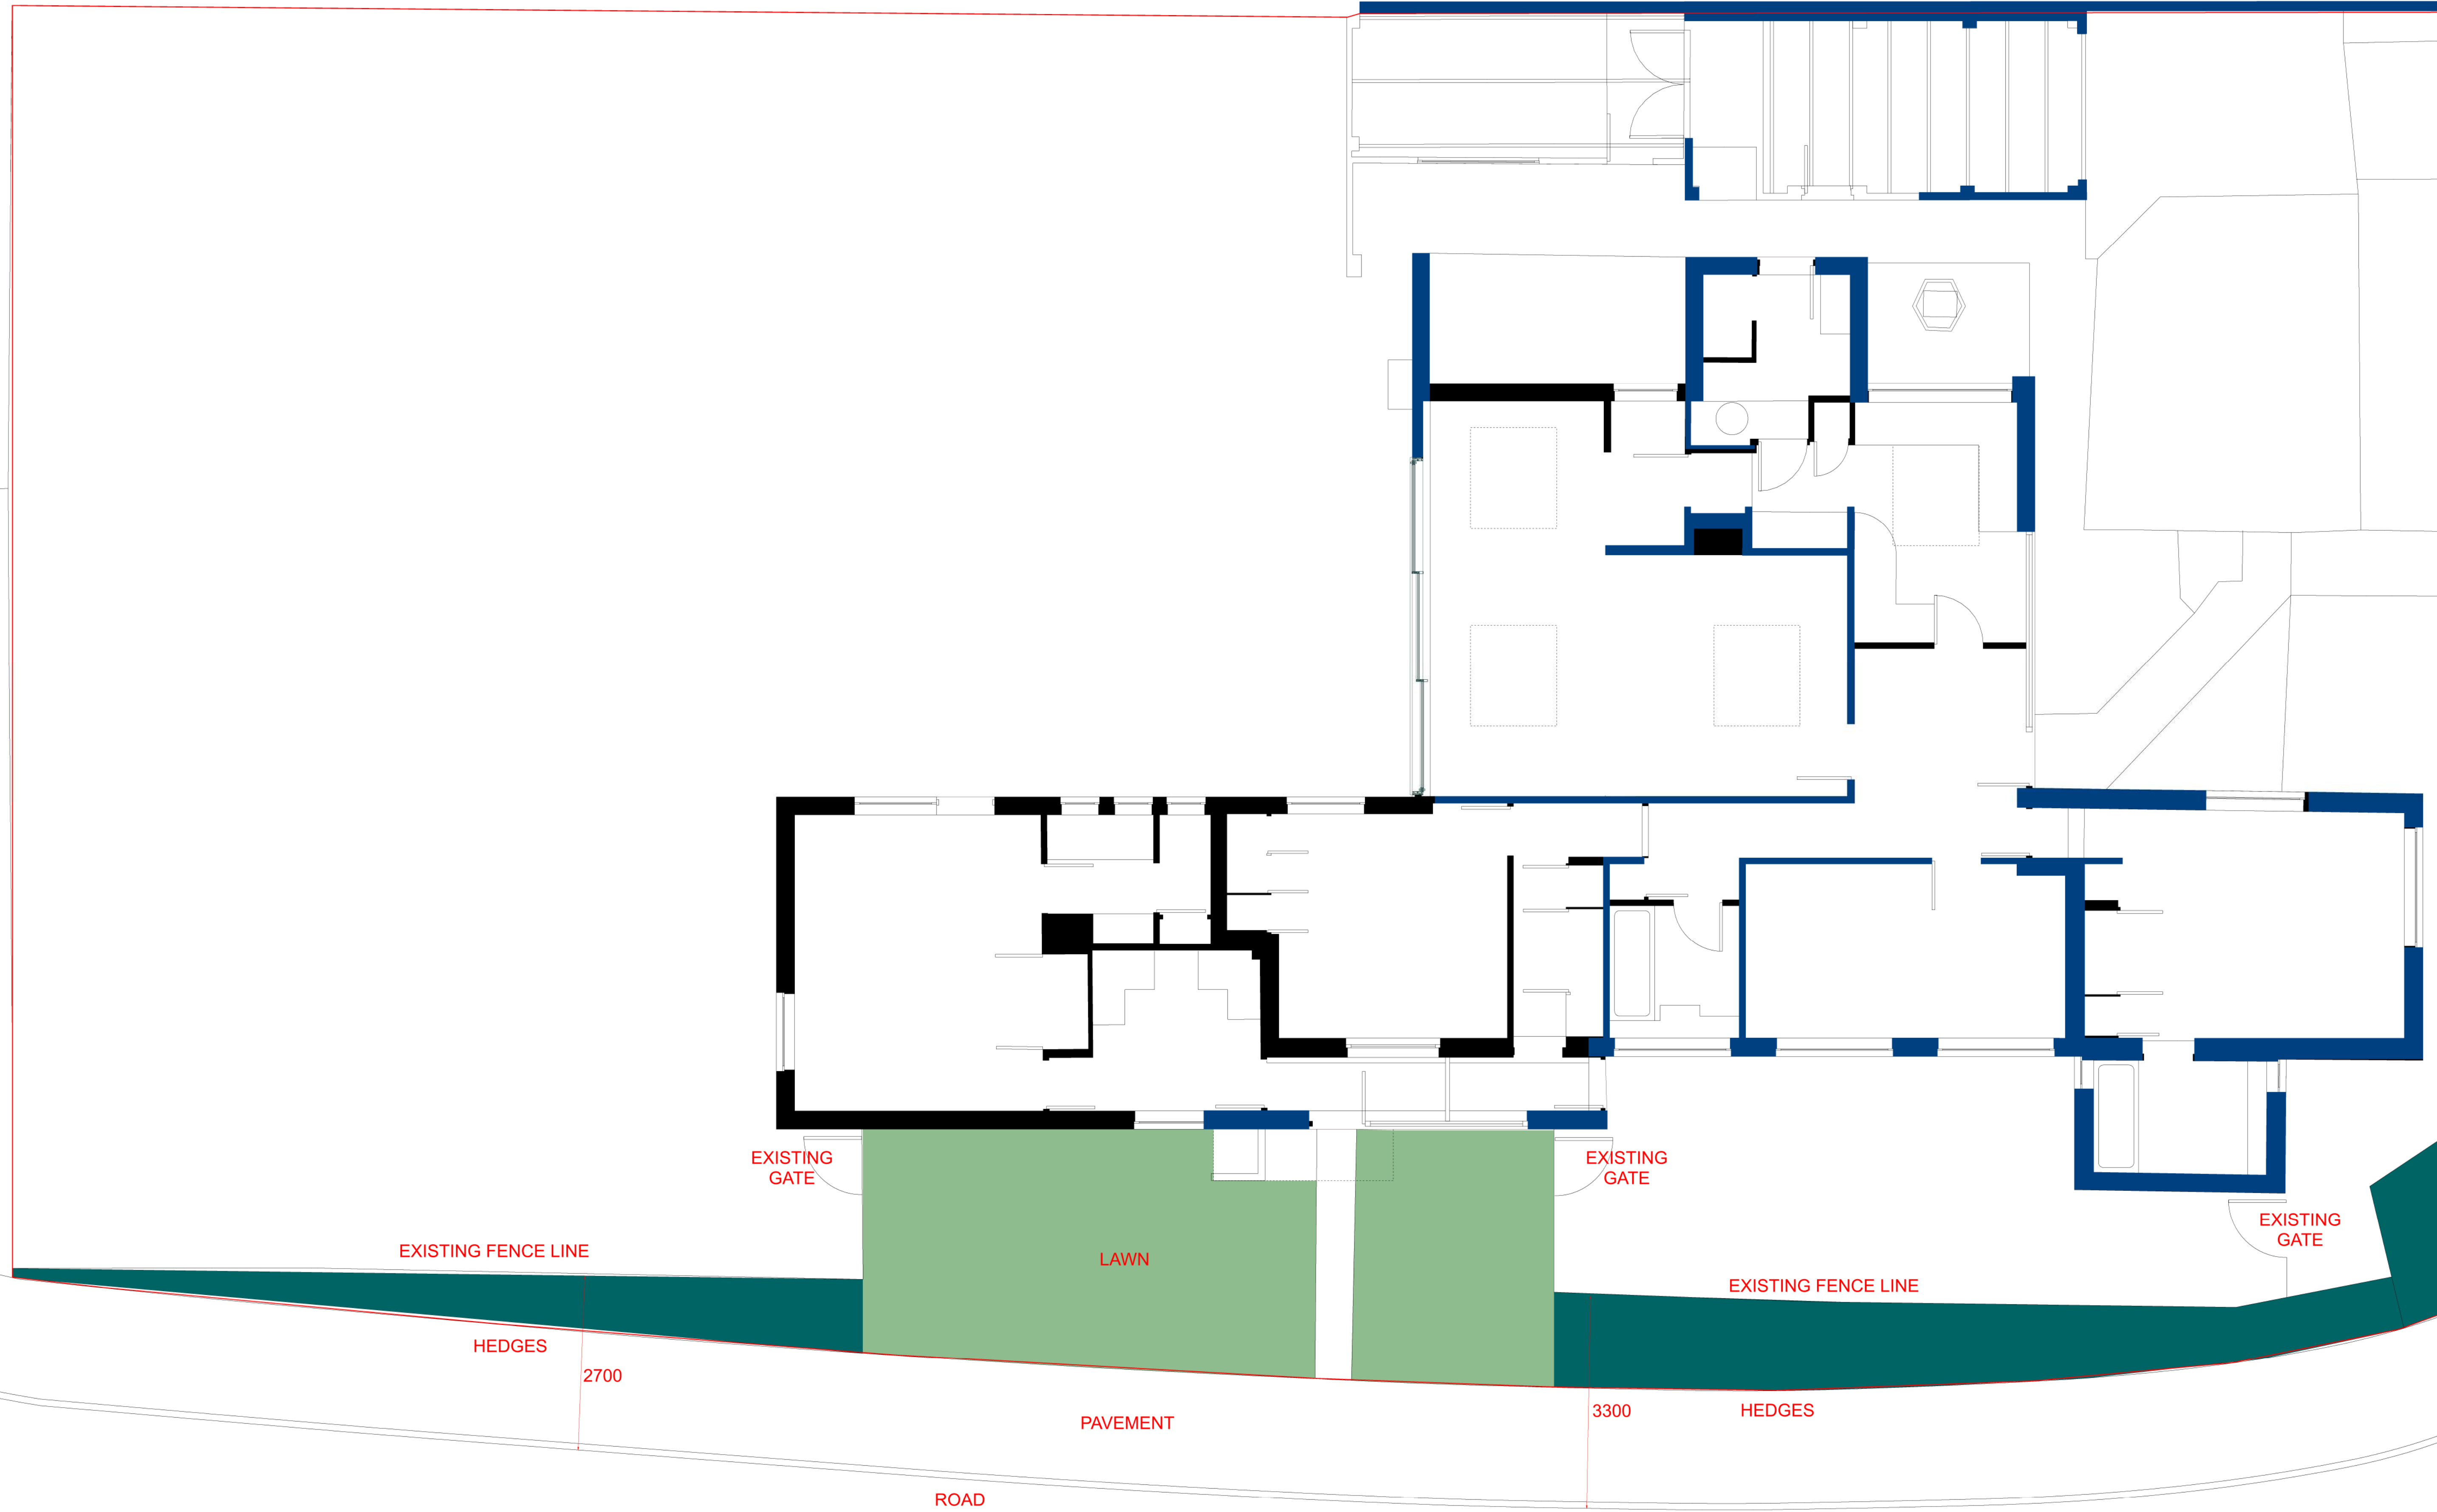 EXISTING
GATE
EXISTING
GATE
EXISTING
GATE
EXISTING FENCE LINE
LAWN
EXISTING FENCE LINE
HEDGES
2700
3300
HEDGES
PAVEMENT
ROAD